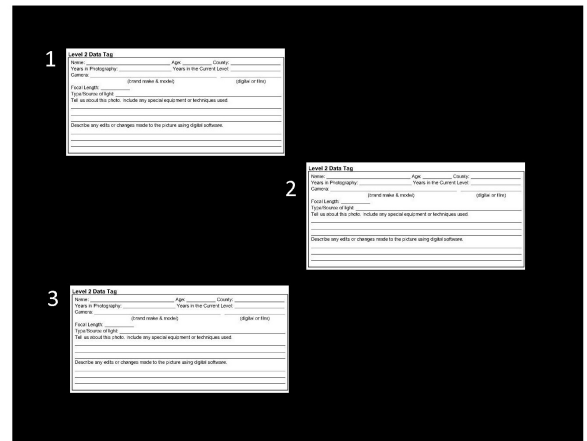 1
Level 2 Data Tag
Name: Age: County:
Years in Photography: Years in the Current Level:
Camera:
(brand make & model) (digital or film)
Focal Length:
Type/Source of light:
Tell us about this photo. Include any special equipment or techniques used.
Describe any edits or changes made to the picture using digital software.
2
Level 2 Data Tag
Name: Age: County:
Years in Photography: Years in the Current Level:
Camera:
(brand make & model) (digital or film)
Focal Length:
Type/Source of light:
Tell us about this photo. Include any special equipment or techniques used.
Describe any edits or changes made to the picture using digital software.
3
Level 2 Data Tag
Name: Age: County:
Years in Photography: Years in the Current Level:
Camera:
(brand make & model) (digital or film)
Focal Length:
Type/Source of light:
Tell us about this photo. Include any special equipment or techniques used.
Describe any edits or changes made to the picture using digital software.